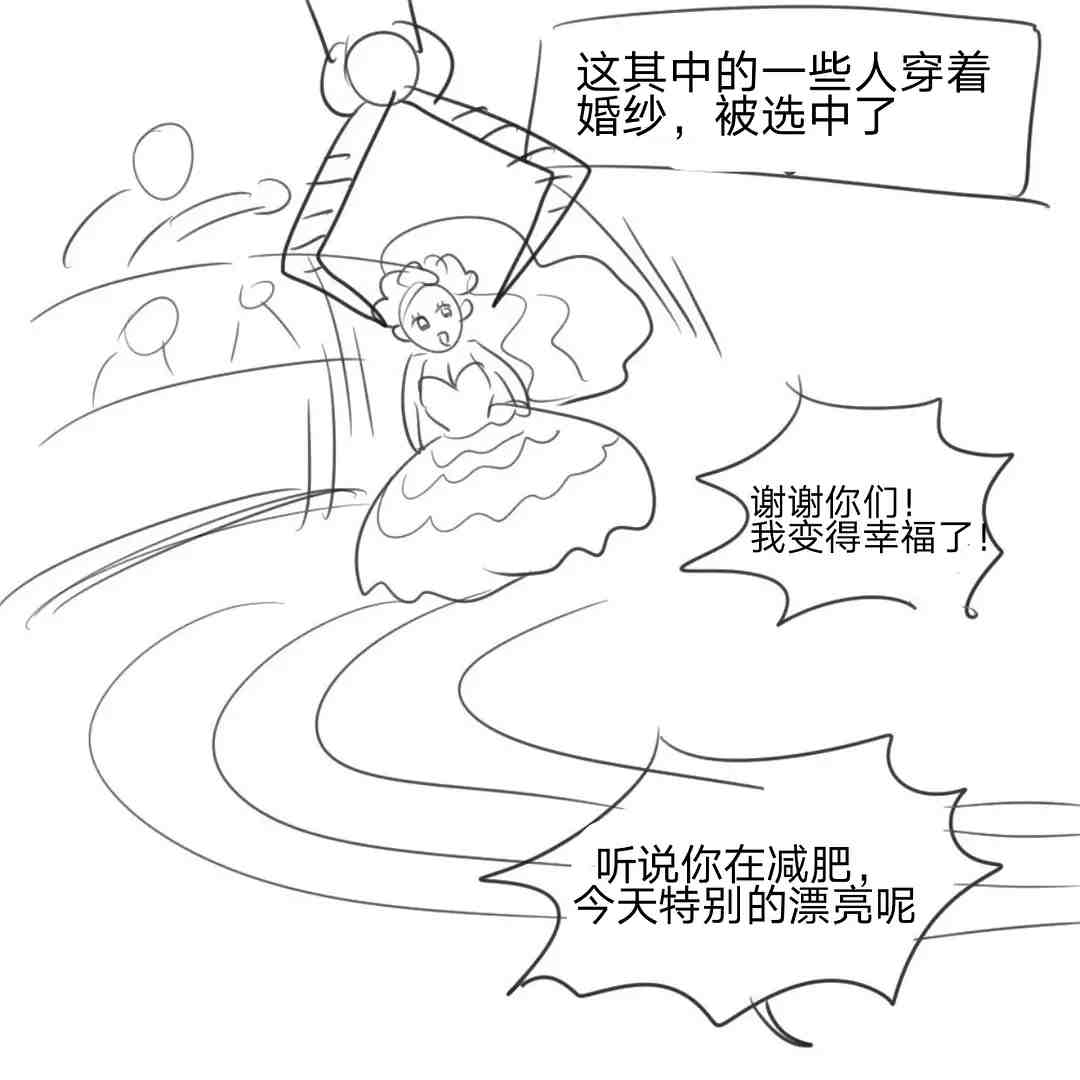 这其中的一些人穿着
婚纱，被选中了
谢谢你们！
我变得幸福了！
听说你在减肥，
今天特别的漂亮呢